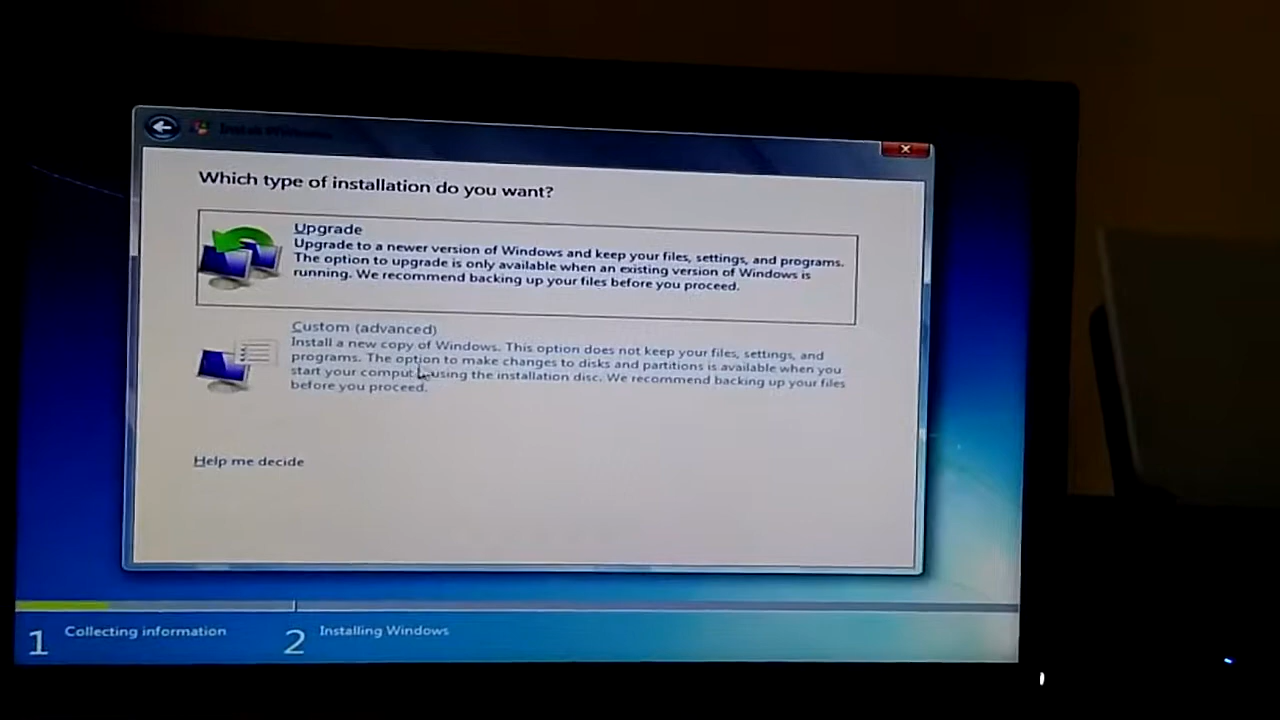 Install Windows
Which type of installation do you want?
Upgrade
Upgrade to a newer version of Windows and keep your files, settings, and programs.
The option to upgrade is only available when an existing version of Windows is
running. We recommend backing up your files before you proceed.
Custom (advanced)
Install a new copy of Windows. This option does not keep your files, settings, and
programs. The option to make changes to disks and partitions is available when you
start your computer using the installation disc. We recommend backing up your files
before you proceed.
Help me decide
1 Collecting information 2 Installing Windows